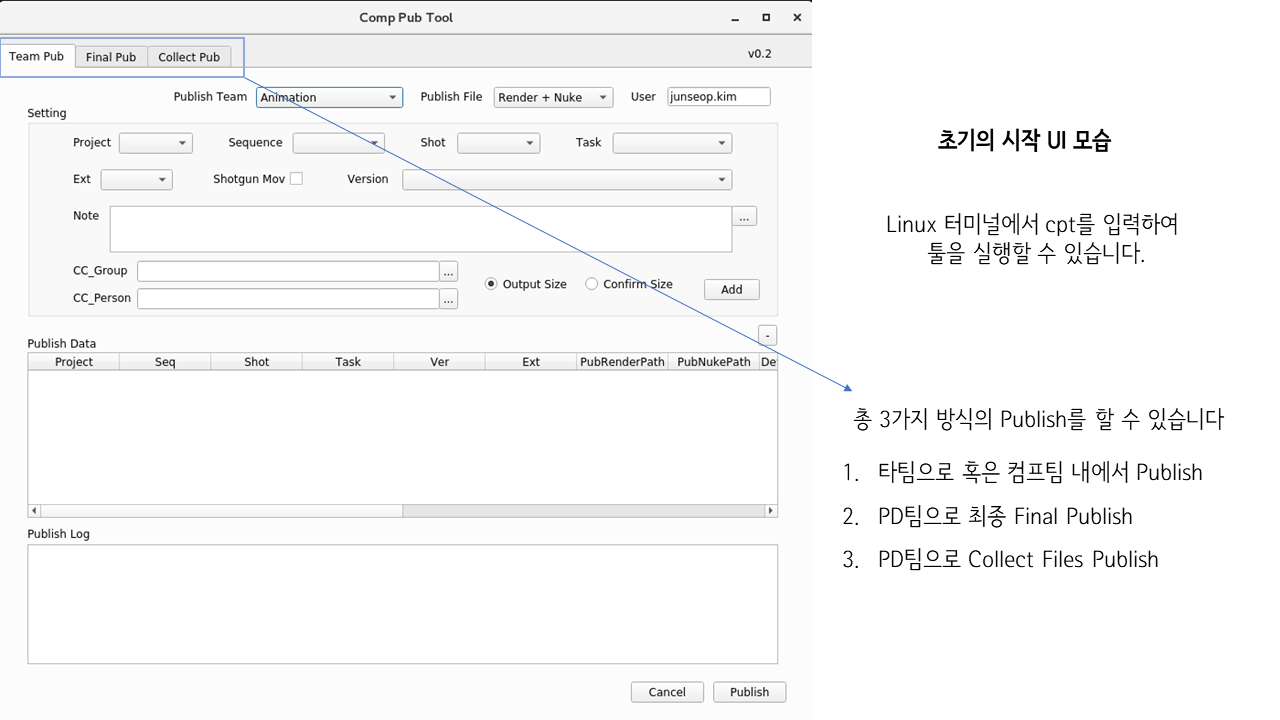 Comp Pub Tool
Team Pub Final Pub Collect Pub v0.2
Publish Team Animation Publish File Render + Nuke User junseop.kim
Setting
Project Sequence Shot Task
Ext Shotgun Mov Version
Note ...
CC_Group ...
Output Size Confirm Size Add
CC_Person ...
-
Publish Data
Project Seq Shot Task Ver Ext PubRenderPath PubNukePath De
Publish Log
Cancel Publish
초기의 시작 UI 모습
Linux 터미널에서 cpt를 입력하여
툴을 실행할 수 있습니다.
총 3가지 방식의 Publish를 할 수 있습니다
1. 타팀으로 혹은 컴프팀 내에서 Publish
2. PD팀으로 최종 Final Publish
3. PD팀으로 Collect Files Publish